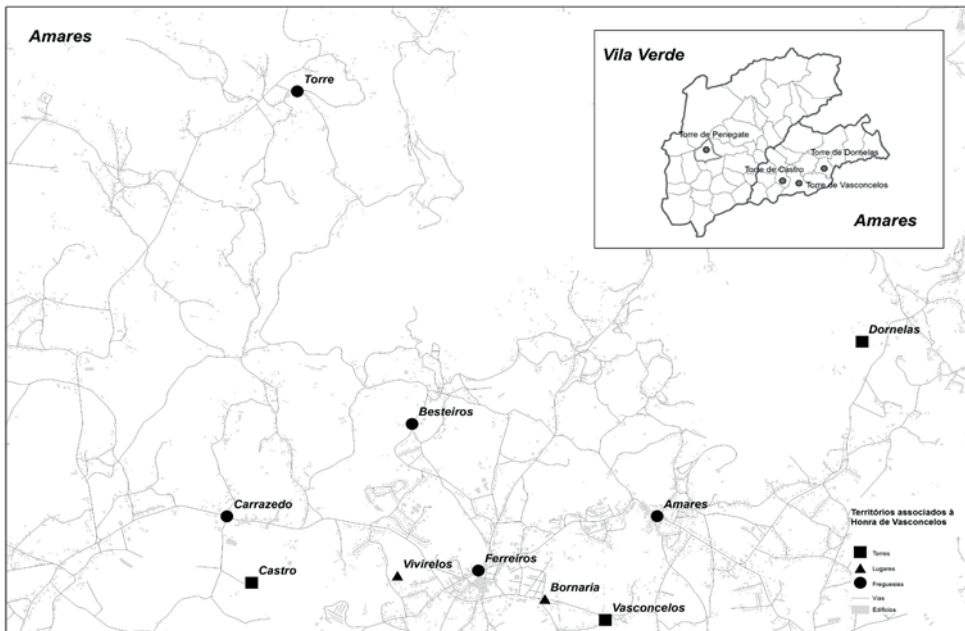 Amares
Torre
Vila Verde
Torre de Penegate
Torre de Dornelas
Torre de Castro
Torre de Vasconcelos
Amares
Dornelas
Besteiros
Carrazedo
Amares
Castro
Vivirelos
Ferreiros
Bornaria
Vasconcelos
Territórios associados à
Honra de Vasconcelos
Torres
Lugares
Freguesias
Vias
Edifícios